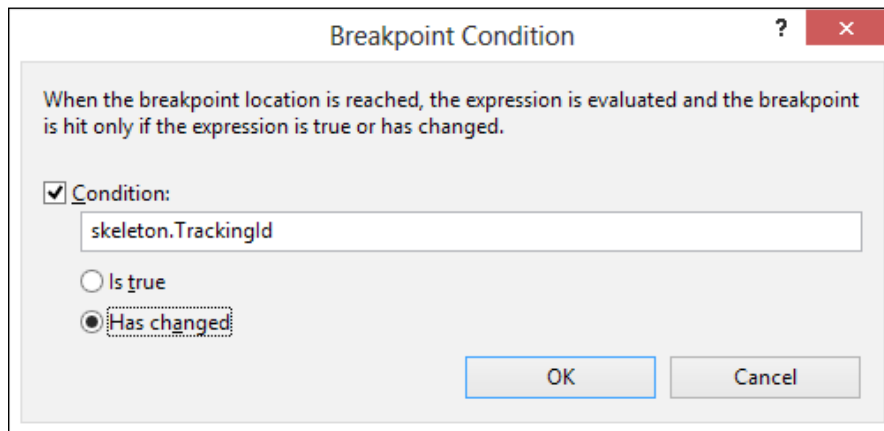 Breakpoint Condition
?
When the breakpoint location is reached, the expression is evaluated and the breakpoint
is hit only if the expression is true or has changed.
Condition:
skeleton.TrackingId
Is true
Has changed
OK Cancel